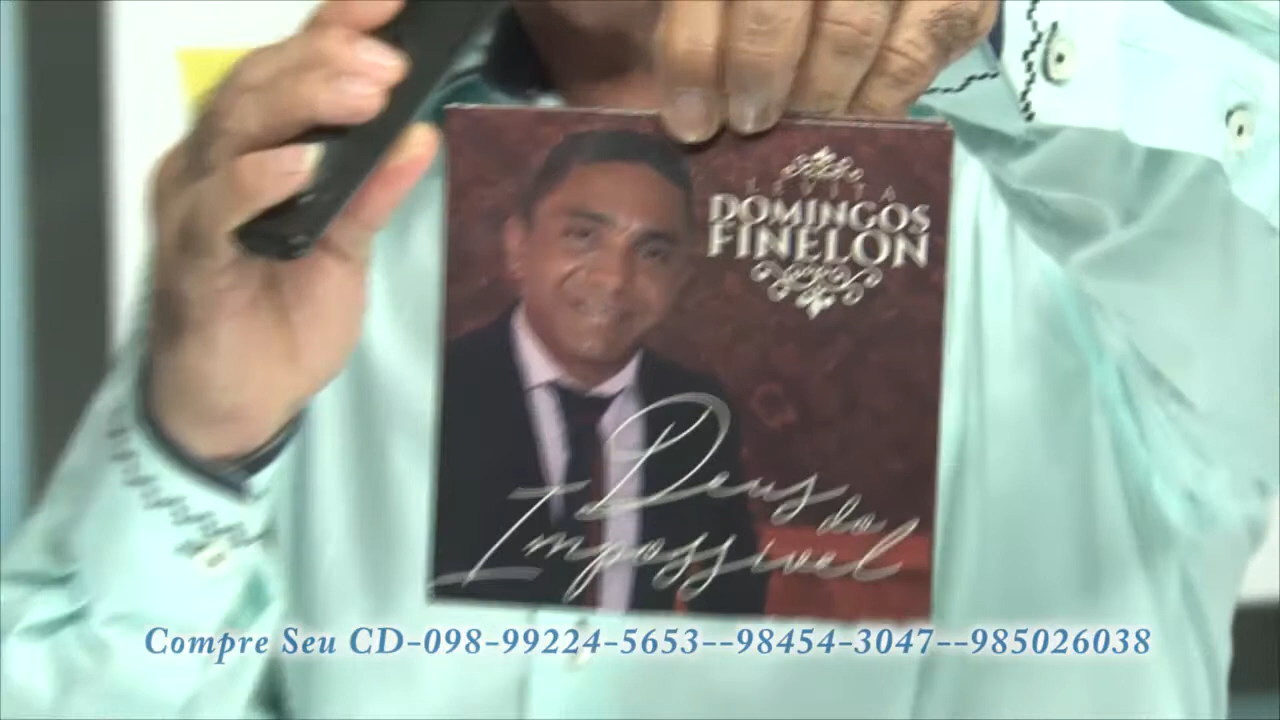 LEVITA
DOMINGOS
FINELON
Deus do
Impossível
Compre Seu CD-098-99224-5653--98454-3047--985026038